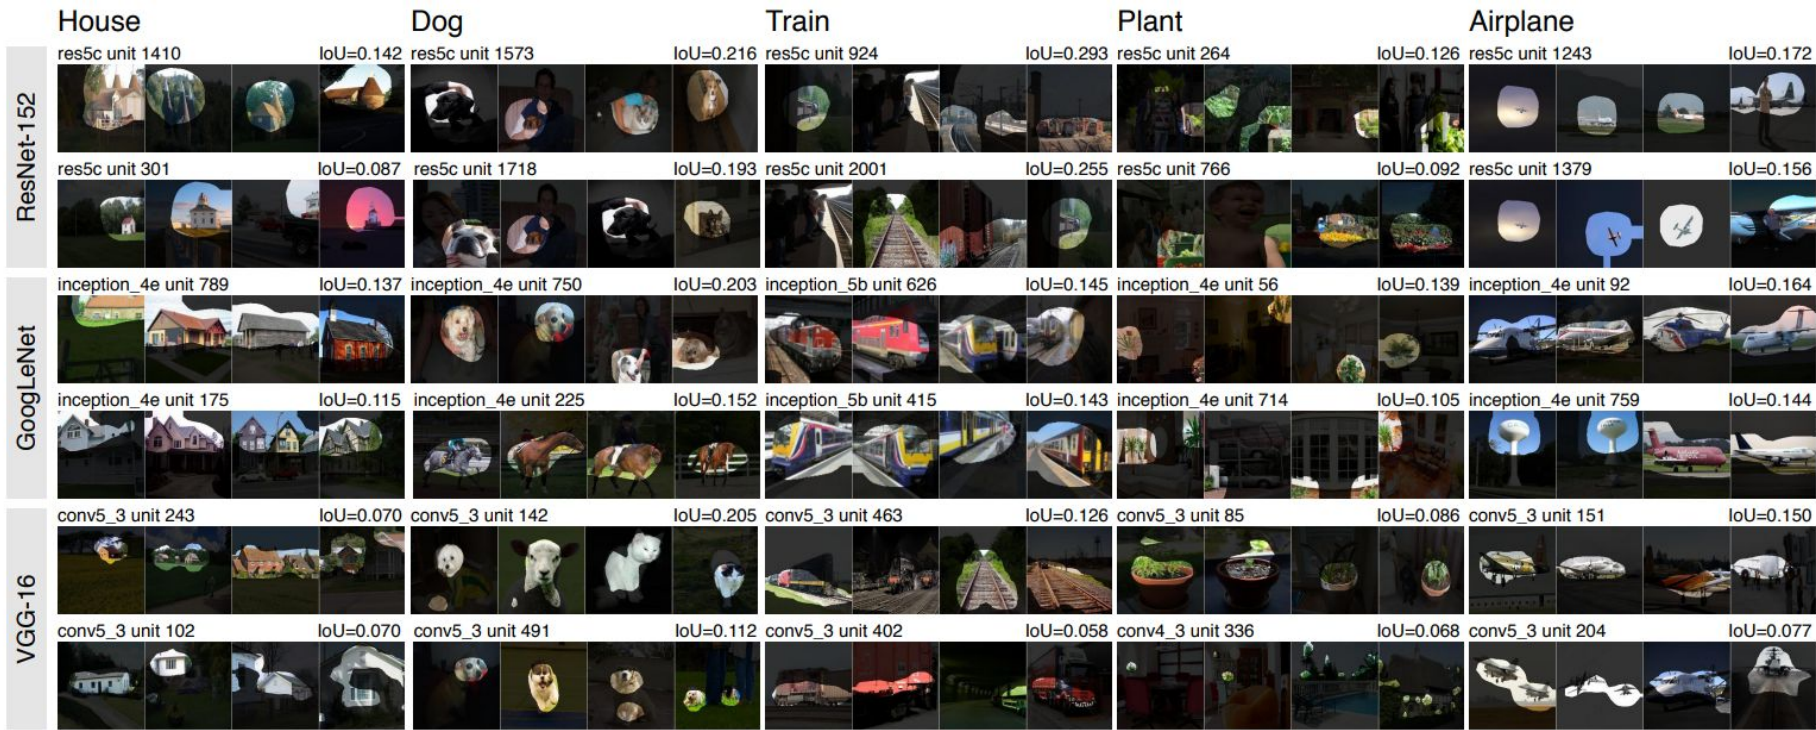 House Dog Train Plant Airplane
ResNet-152
res5c unit 1410 IoU=0.142 res5c unit 1573 IoU=0.216 res5c unit 924 IoU=0.293 res5c unit 264 IoU=0.126 res5c unit 1243 IoU=0.172
res5c unit 301 IoU=0.087 res5c unit 1718 IoU=0.193 res5c unit 2001 IoU=0.255 res5c unit 766 IoU=0.092 res5c unit 1379 IoU=0.156
GoogLeNet
inception_4e unit 789 IoU=0.137 inception_4e unit 750 IoU=0.203 inception_5b unit 626 IoU=0.145 inception_4e unit 56 IoU=0.139 inception_4e unit 92 IoU=0.164
inception_4e unit 175 IoU=0.115 inception_4e unit 225 IoU=0.152 inception_5b unit 415 IoU=0.143 inception_4e unit 714 IoU=0.105 inception_4e unit 759 IoU=0.144
VGG-16
conv5_3 unit 243 IoU=0.070 conv5_3 unit 142 IoU=0.205 conv5_3 unit 463 IoU=0.126 conv5_3 unit 85 IoU=0.086 conv5_3 unit 151 IoU=0.150
conv5_3 unit 102 IoU=0.070 conv5_3 unit 491 IoU=0.112 conv5_3 unit 402 IoU=0.058 conv4_3 unit 336 IoU=0.068 conv5_3 unit 204 IoU=0.077